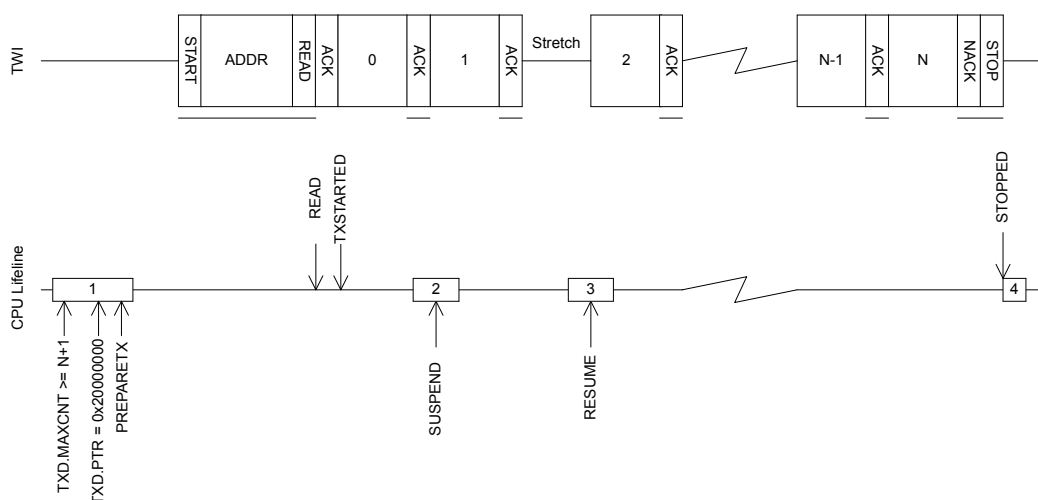 TWI
START
ADDR
READ
ACK
0
ACK
1
ACK
Stretch
2
ACK
N-1
ACK
N
NACK
STOP
CPU Lifeline
READ
TXSTARTED
STOPPED
1
2
3
4
TXD.MAXCNT >= N+1
TXD.PTR = 0x20000000
PREPARETX
SUSPEND
RESUME